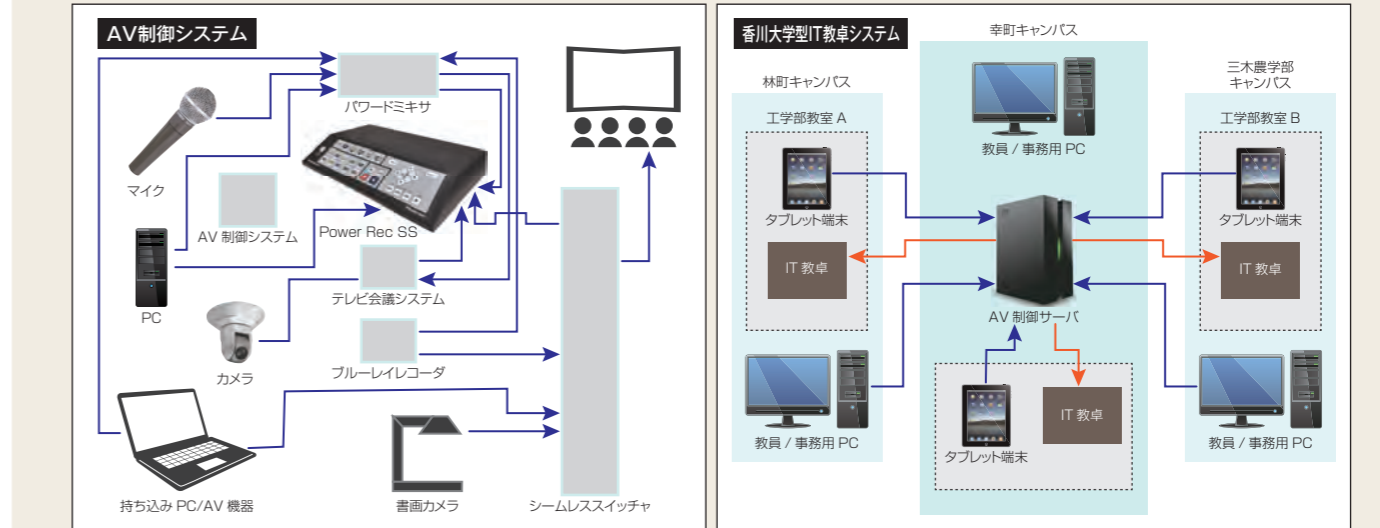 AV制御システム
パワードミキサ
マイク
AV 制御システム
Power Rec SS
PC
テレビ会議システム
カメラ
ブルーレイレコーダ
持ち込み PC/AV 機器
書画カメラ
シームレススイッチャ
香川大学型IT教卓システム
幸町キャンパス
教員 / 事務用 PC
林町キャンパス
工学部教室 A
タブレット端末
IT 教卓
教員 / 事務用 PC
AV 制御サーバ
タブレット端末
IT 教卓
三木農学部
キャンパス
工学部教室 B
タブレット端末
IT 教卓
教員 / 事務用 PC